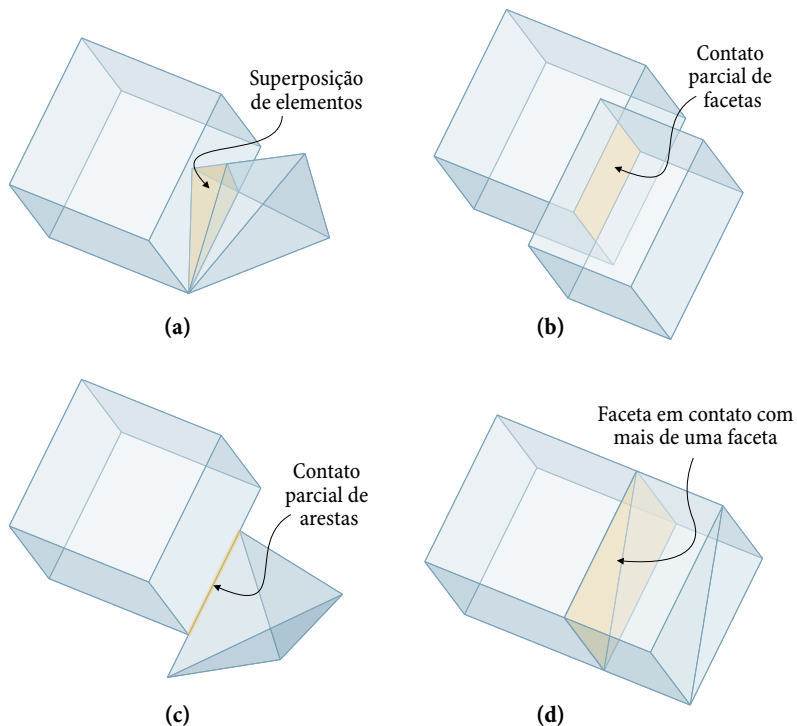 Superposição
de elementos
(a)
Contato
parcial de
facetas
(b)
Contato
parcial de
arestas
(c)
Faceta em contato com
mais de uma faceta
(d)